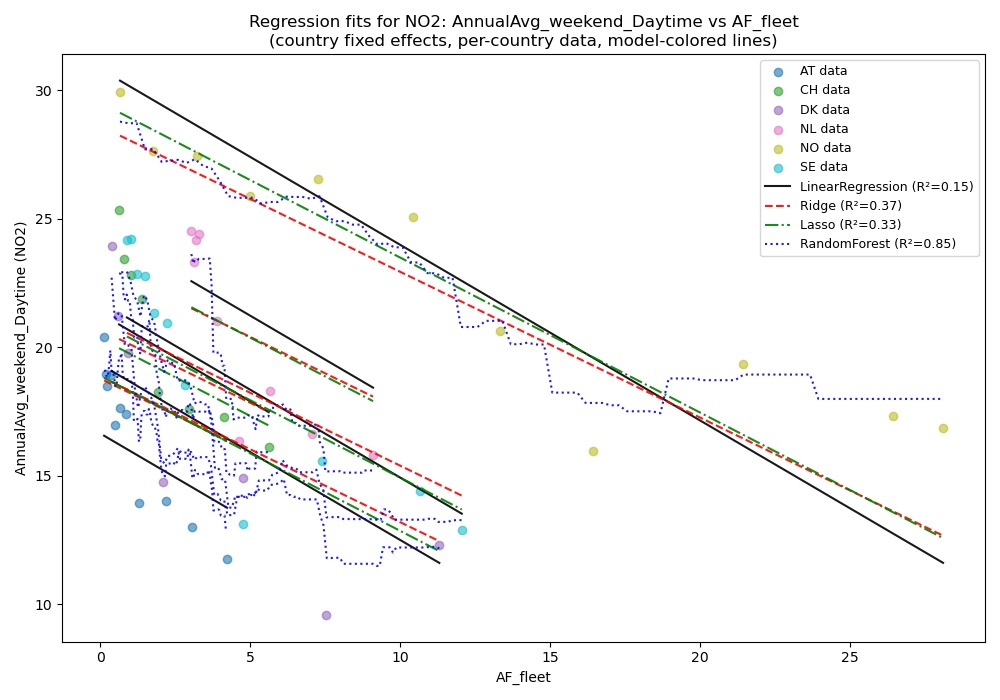 Regression fits for NO2: AnnualAvg_weekend_Daytime vs AF_fleet
(country fixed effects, per-country data, model-colored lines)
AT data
CH data
DK data
NL data
NO data
SE data
LinearRegression (R²=0.15)
Ridge (R²=0.37)
Lasso (R²=0.33)
RandomForest (R²=0.85)
AnnualAvg_weekend_Daytime (NO2)
30
25
20
15
10
0 5 10 15 20 25
AF_fleet